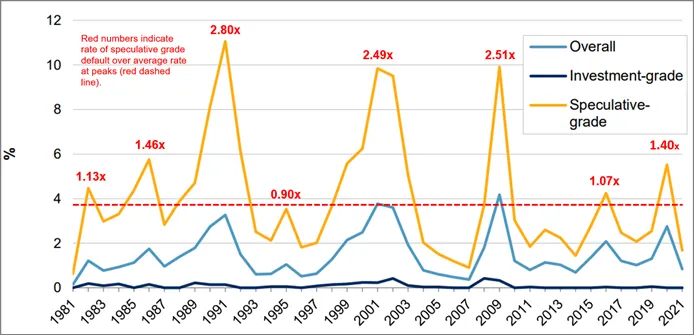 12
10
8
6
4
2
0
%
Red numbers indicate
rate of speculative grade
default over average rate
at peaks (red dashed
line).
1.13x
1.46x
2.80x
0.90x
2.49x
2.51x
1.07x
1.40x
Overall
Investment-grade
Speculative-
grade
1981
1983
1985
1987
1989
1991
1993
1995
1997
1999
2001
2003
2005
2007
2009
2011
2013
2015
2017
2019
2021